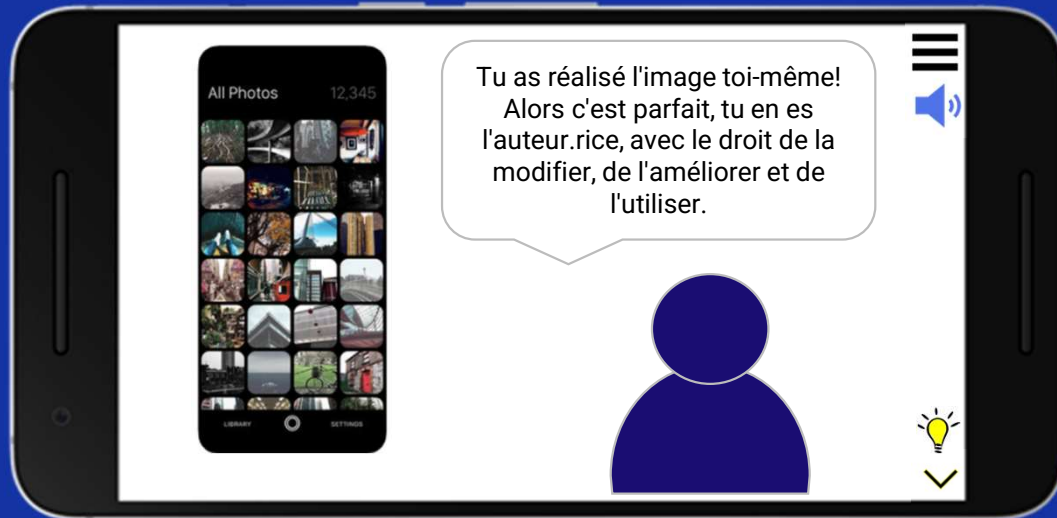 All Photos 12,345
LIBRARY SETTINGS
Tu as réalisé l'image toi-même!
Alors c'est parfait, tu en es
l'auteur.rice, avec le droit de la
modifier, de l'améliorer et de
l'utiliser.